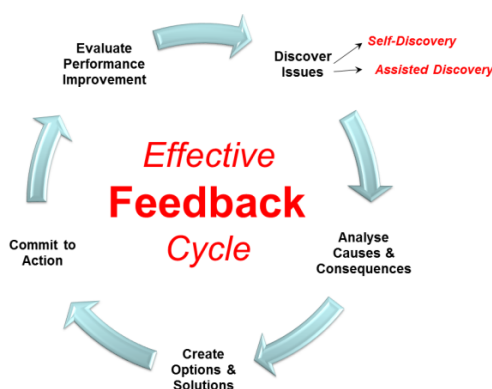 Evaluate
Performance
Improvement
Discover
Issues
Self-Discovery
Assisted Discovery
Effective
Feedback
Cycle
Analyse
Causes &
Consequences
Create
Options &
Solutions
Commit to
Action